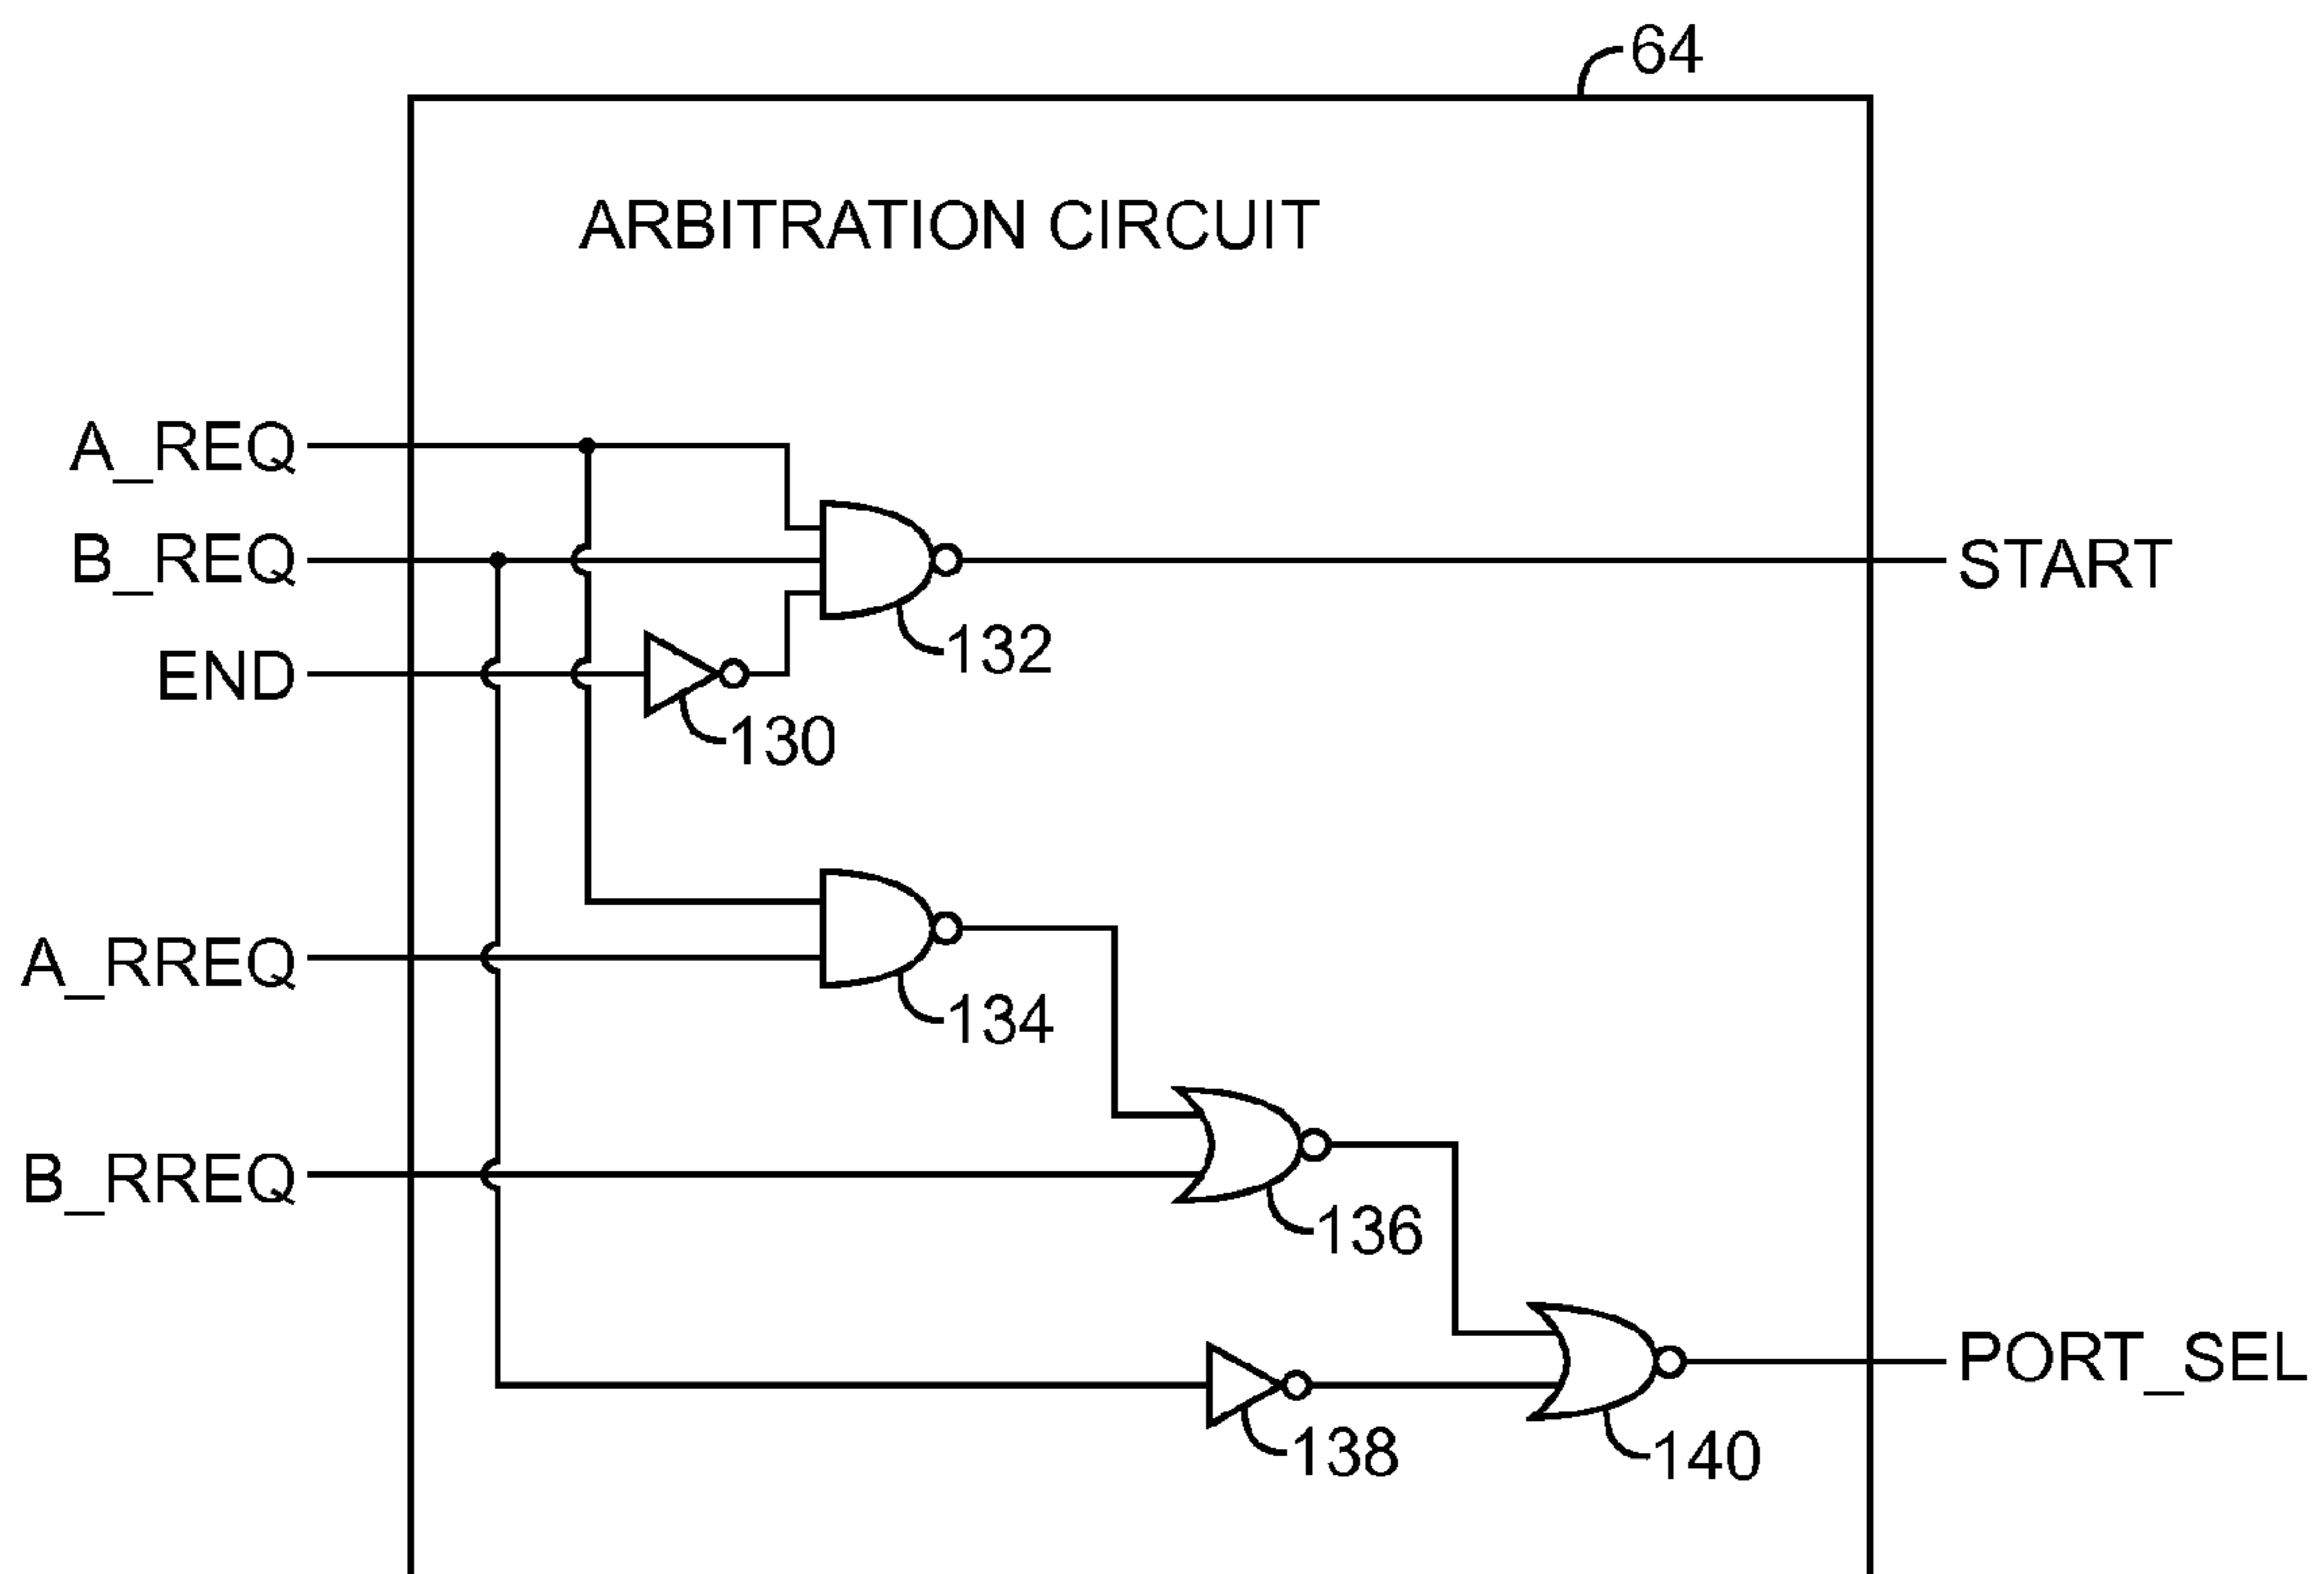 64
ARBITRATION CIRCUIT
A_REQ
B_REQ
START
132
END
130
A_RREQ
134
B_RREQ
136
PORT_SEL
138
140